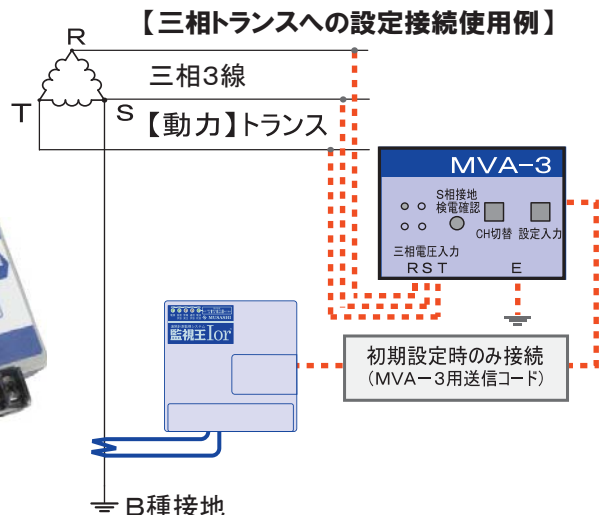 【三相トランスへの設定接続使用例】
R
三相3線
T
S
【動力】トランス
MVA-3
S相接地
検電確認
CH切替 設定入力
三相電圧入力
R S T
E
MUSASHI
監視王Ior
初期設定時のみ接続
(MVA-3用送信コード)
B種接地